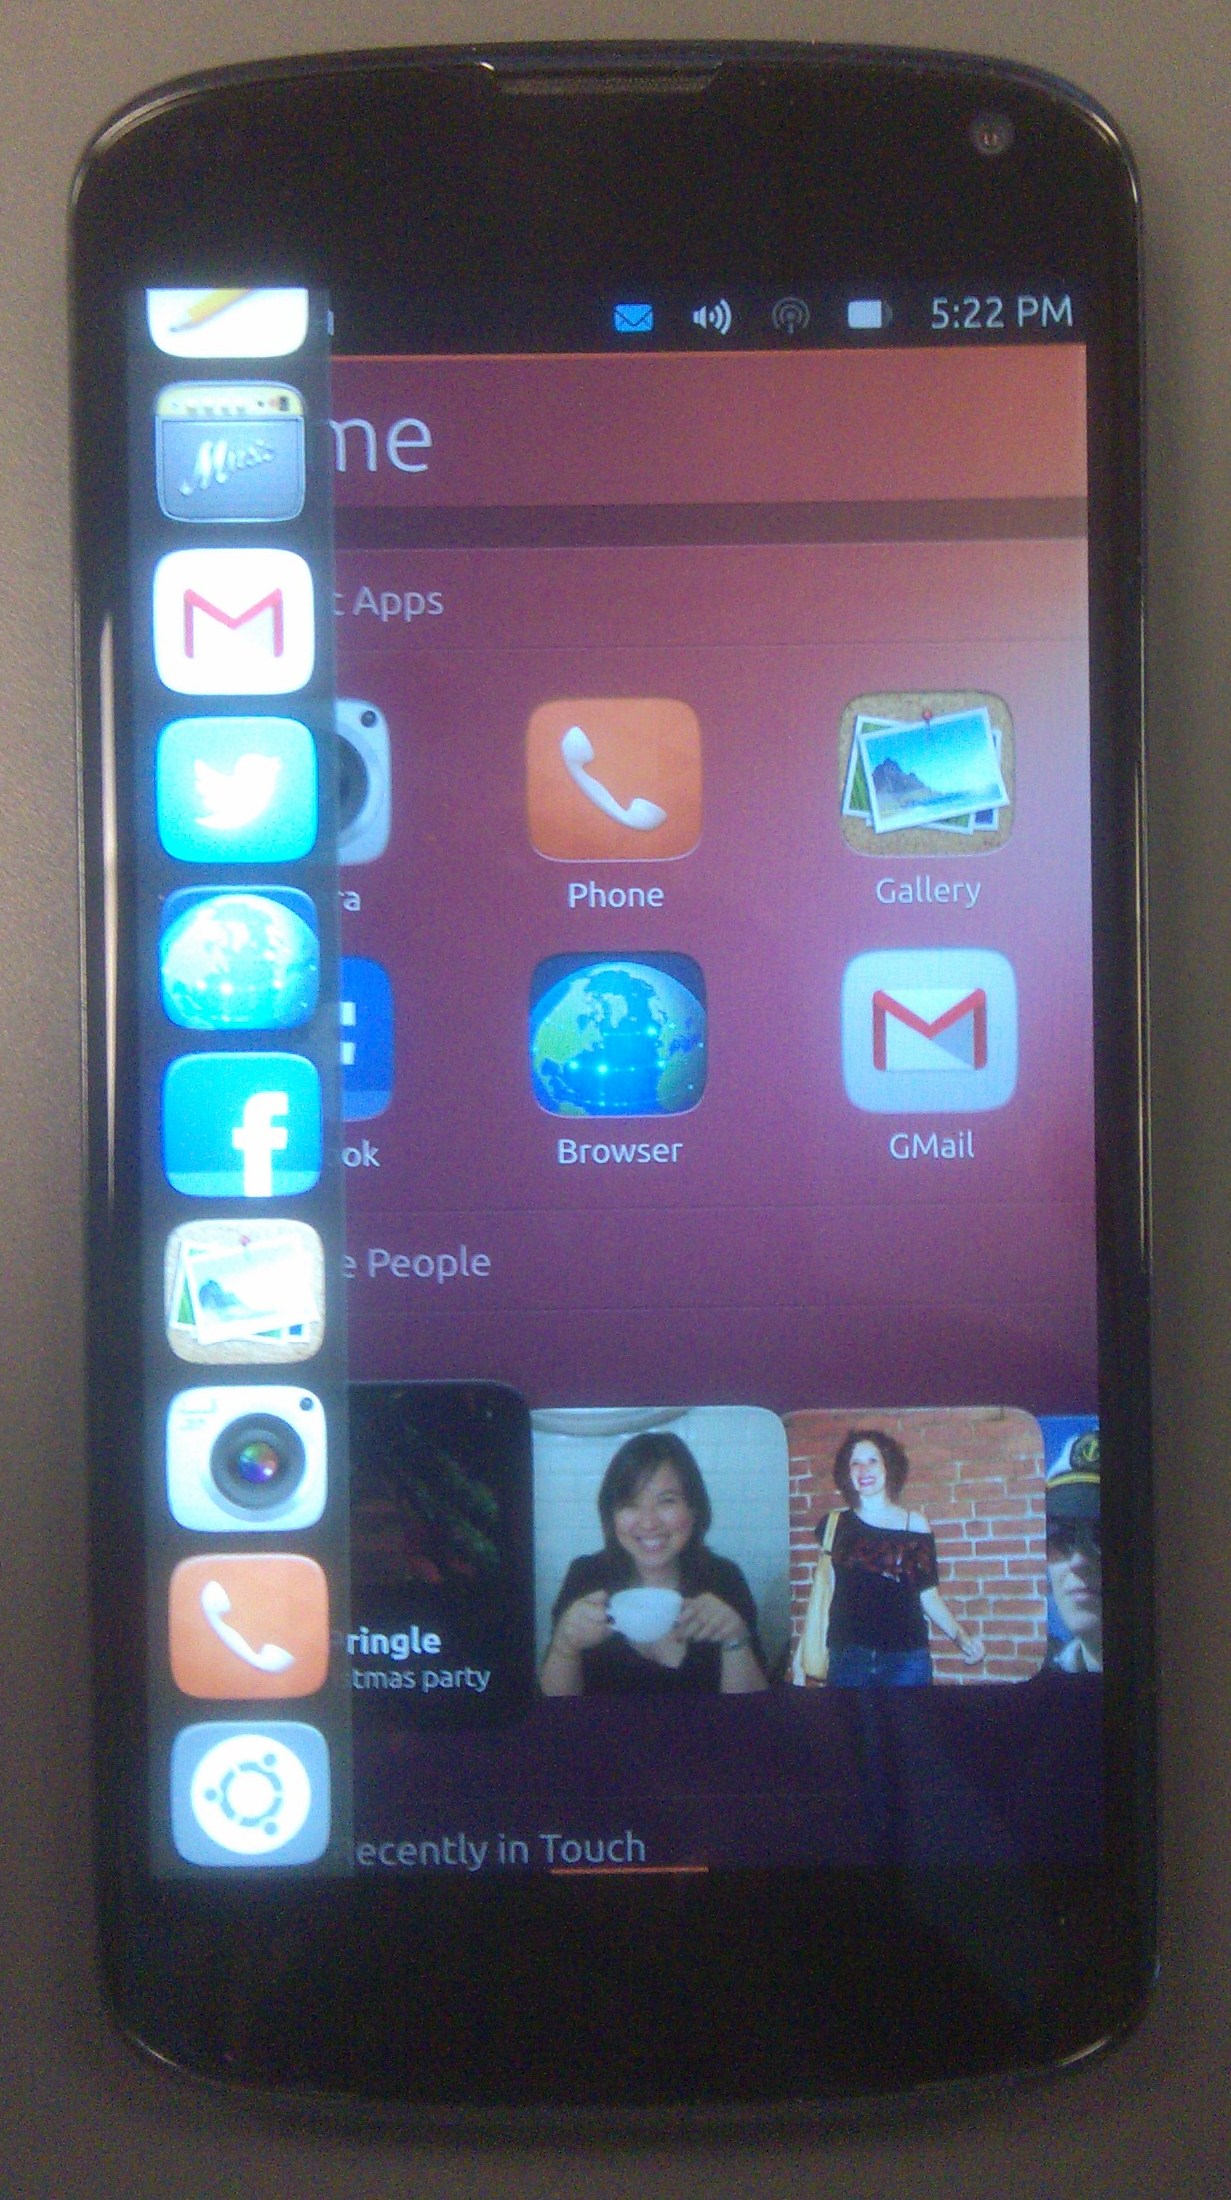 5:22 PM
Music
me
t Apps
ra
Phone
Gallery
ok
Browser
GMail
e People
ringle
tmas party
ecently in Touch